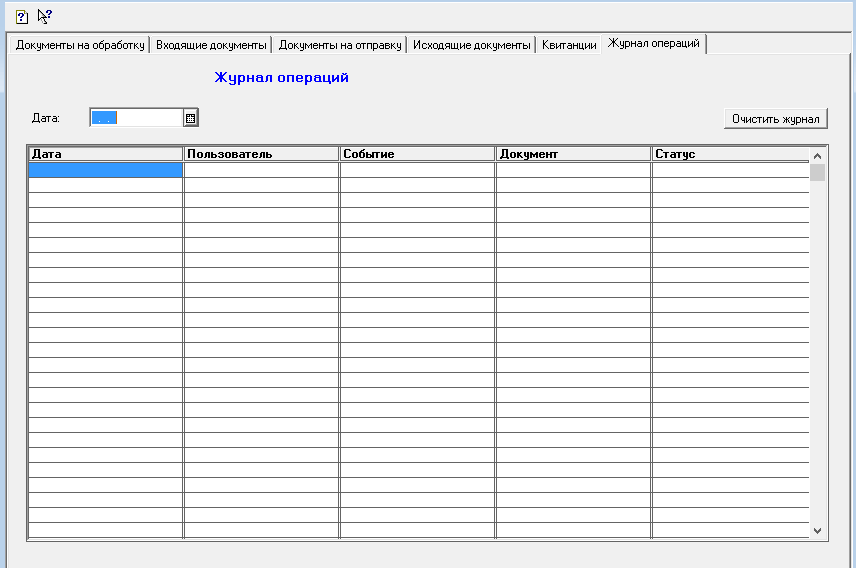 Документы на обработку Входящие документы Документы на отправку Исходящие документы Квитанции Журнал операций
Журнал операций
Дата: . . Очистить журнал
Дата Пользователь Событие Документ Статус